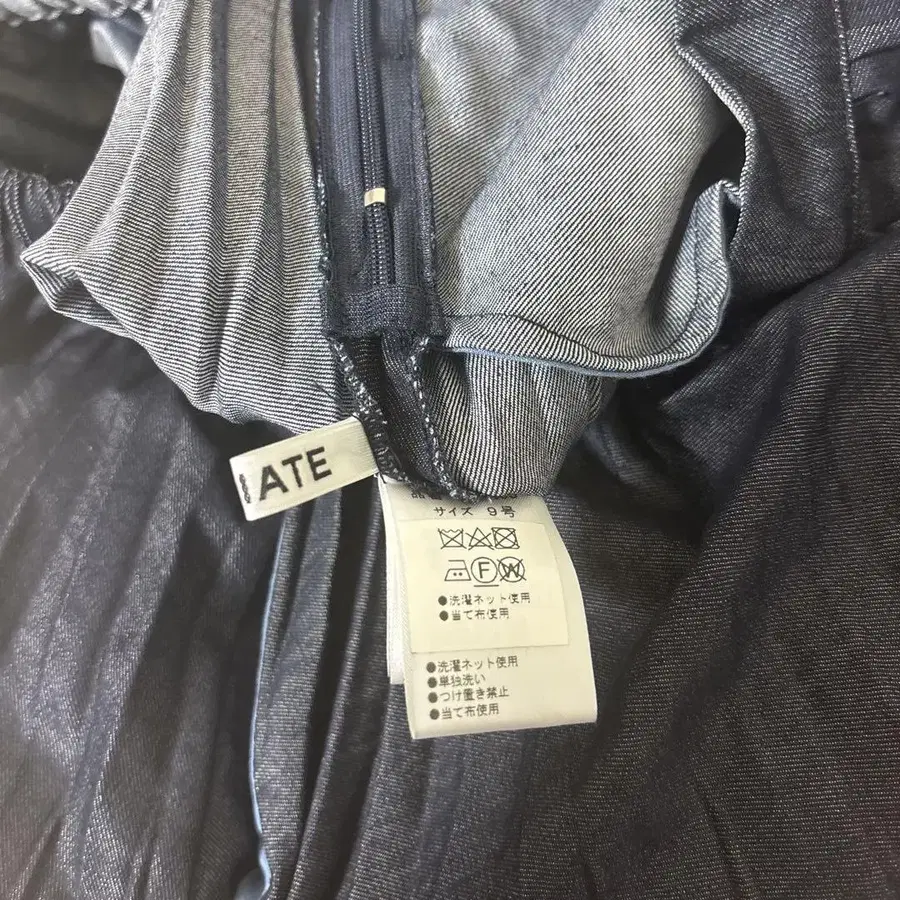 IATE
サイズ 9号
F W
●洗濯ネット使用
●当て布使用
●洗濯ネット使用
●単独洗い
●つけ置き禁止
●当て布使用